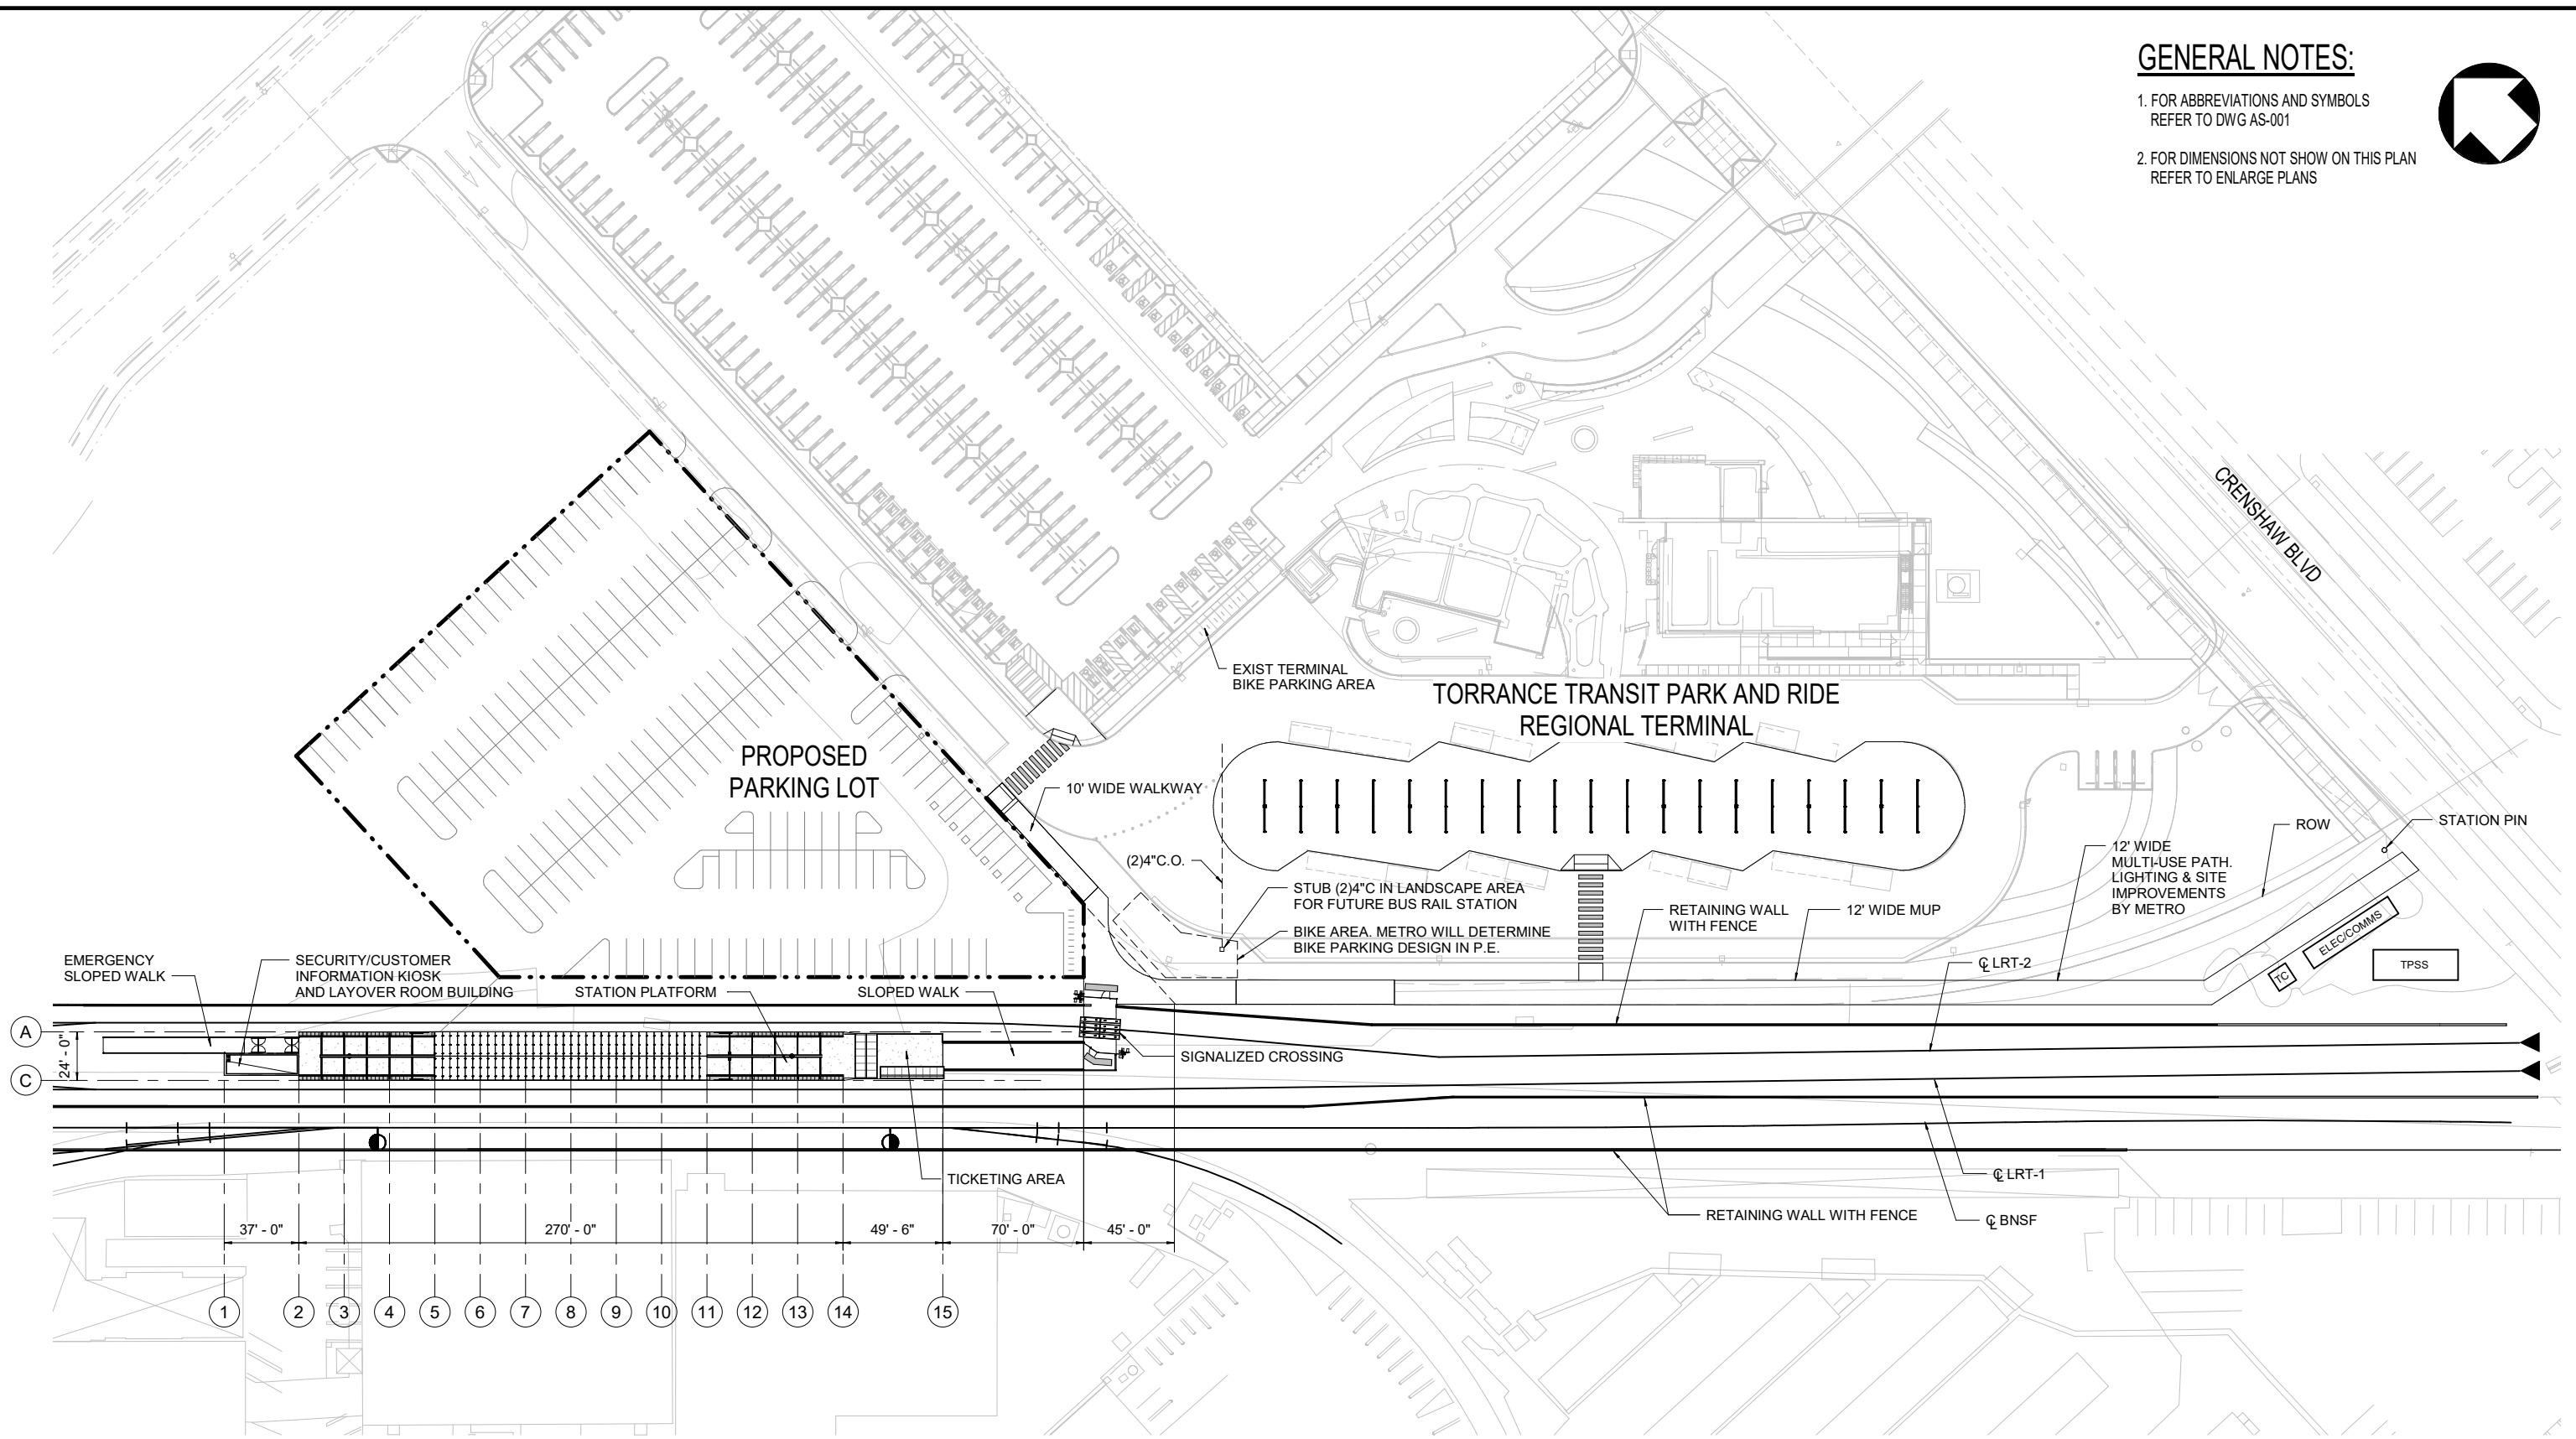 GENERAL NOTES:
1. FOR ABBREVIATIONS AND SYMBOLS
REFER TO DWG AS-001
2. FOR DIMENSIONS NOT SHOW ON THIS PLAN
REFER TO ENLARGE PLANS
CRENSHAW BLVD
EXIST TERMINAL
BIKE PARKING AREA
TORRANCE TRANSIT PARK AND RIDE
REGIONAL TERMINAL
PROPOSED
PARKING LOT
10' WIDE WALKWAY
(2)4"C.O.
STUB (2)4"C IN LANDSCAPE AREA
FOR FUTURE BUS RAIL STATION
BIKE AREA. METRO WILL DETERMINE
BIKE PARKING DESIGN IN P.E.
RETAINING WALL
WITH FENCE
12' WIDE MUP
12' WIDE
MULTI-USE PATH.
LIGHTING & SITE
IMPROVEMENTS
BY METRO
ROW
STATION PIN
ELEC/COMMS
TC
TPSS
℄ LRT-2
EMERGENCY
SLOPED WALK
SECURITY/CUSTOMER
INFORMATION KIOSK
AND LAYOVER ROOM BUILDING
STATION PLATFORM
SLOPED WALK
SIGNALIZED CROSSING
A
C
24' - 0"
TICKETING AREA
℄ LRT-1
RETAINING WALL WITH FENCE
℄ BNSF
37' - 0"
270' - 0"
49' - 6"
70' - 0"
45' - 0"
1
2
3
4
5
6
7
8
9
10
11
12
13
14
15